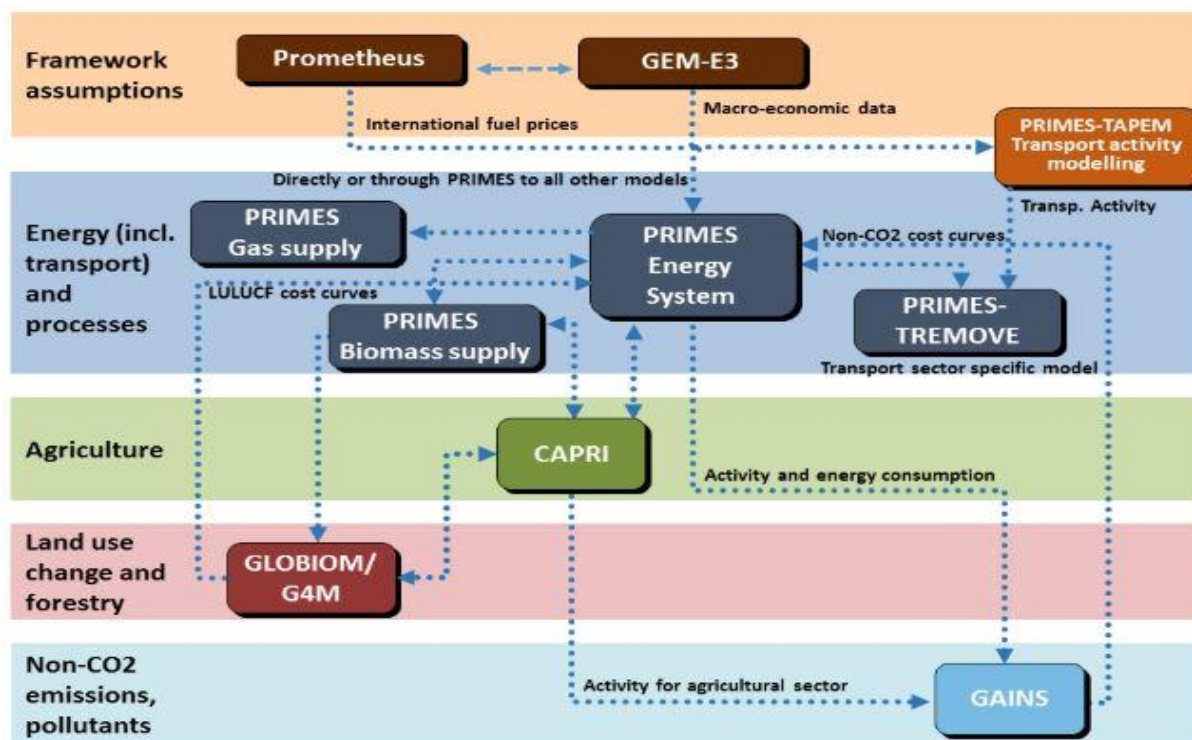 Framework
assumptions
Prometheus
GEM-E3
Macro-economic data
International fuel prices
PRIMES-TAPEM
Transport activity
modelling
Directly or through PRIMES to all other models
Transp. Activity
Energy (incl.
transport)
and
processes
PRIMES
Gas supply
PRIMES
Energy
System
Non-CO2 cost curves
LULUCF cost curves
PRIMES
Biomass supply
PRIMES-
TREMOVE
Transport sector specific model
Agriculture
CAPRI
Activity and energy consumption
Land use
change and
forestry
GLOBIOM/
G4M
Non-CO2
emissions,
pollutants
Activity for agricultural sector
GAINS